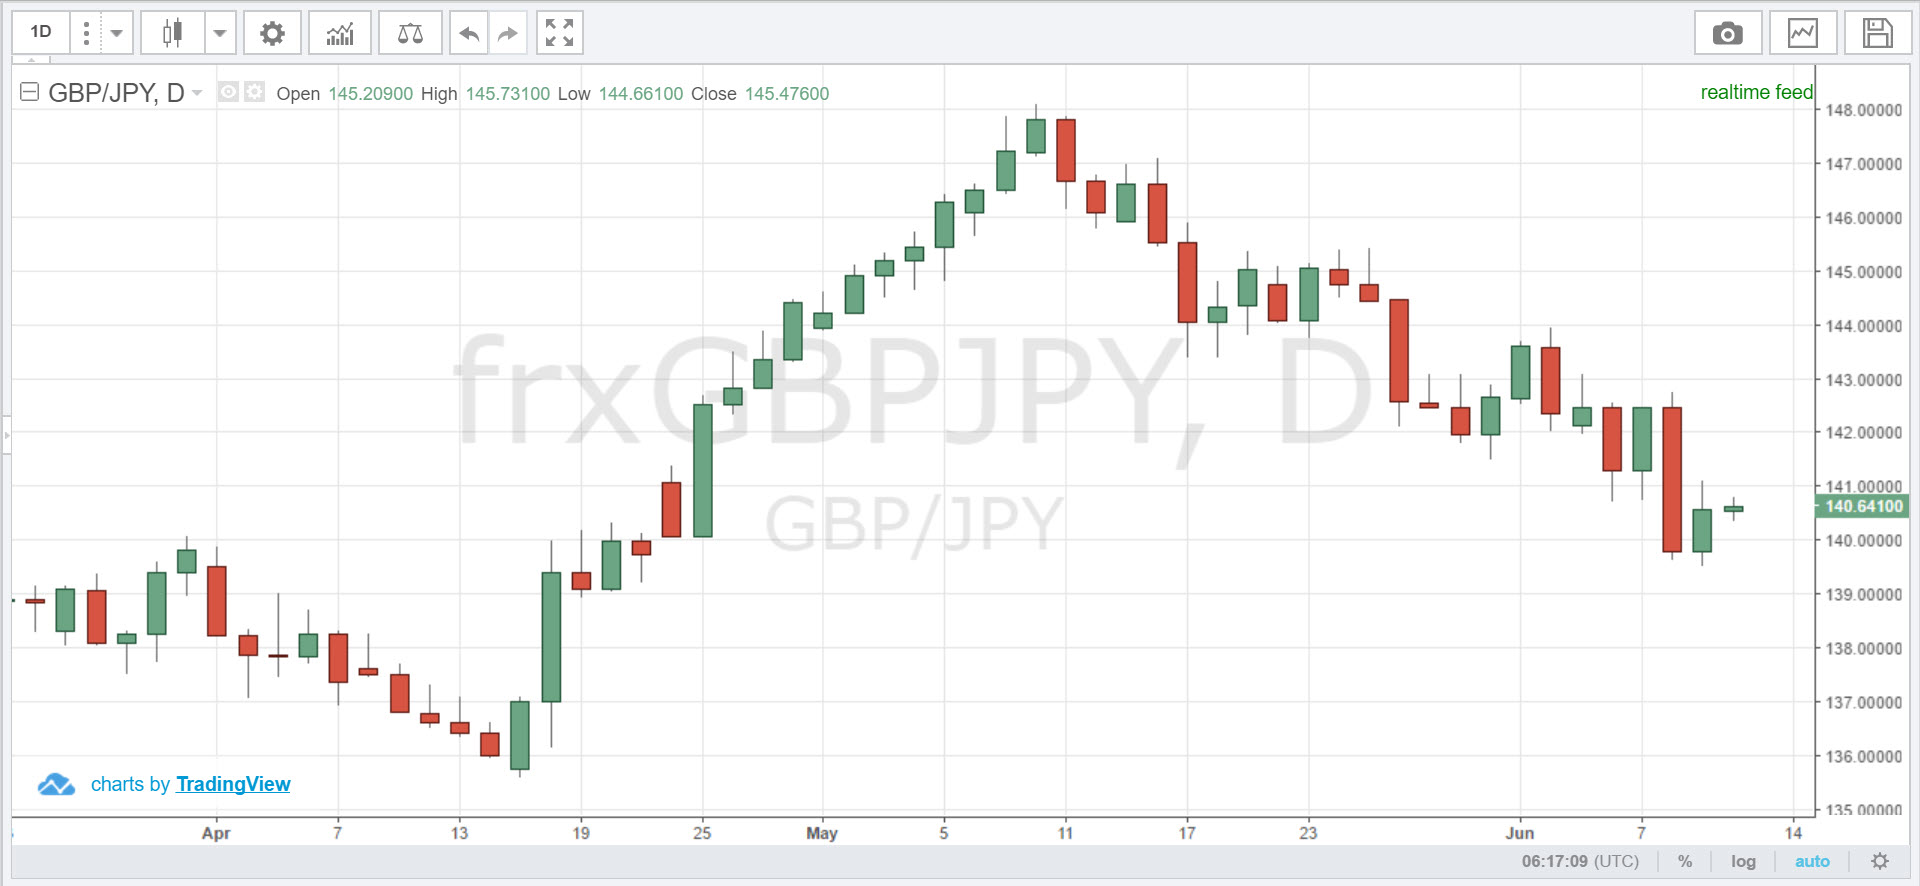 1D
GBP/JPY, D Open 145.20900 High 145.73100 Low 144.66100 Close 145.47600
realtime feed
148.00000
147.00000
146.00000
145.00000
144.00000
frxGBPJPY, D
143.00000
142.00000
141.00000
GBP/JPY
140.64100
140.00000
139.00000
138.00000
137.00000
136.00000
charts by TradingView
135.00000
Apr 7 13 19 25 May 5 11 17 23 Jun 7 14
06:17:09 (UTC) % log auto